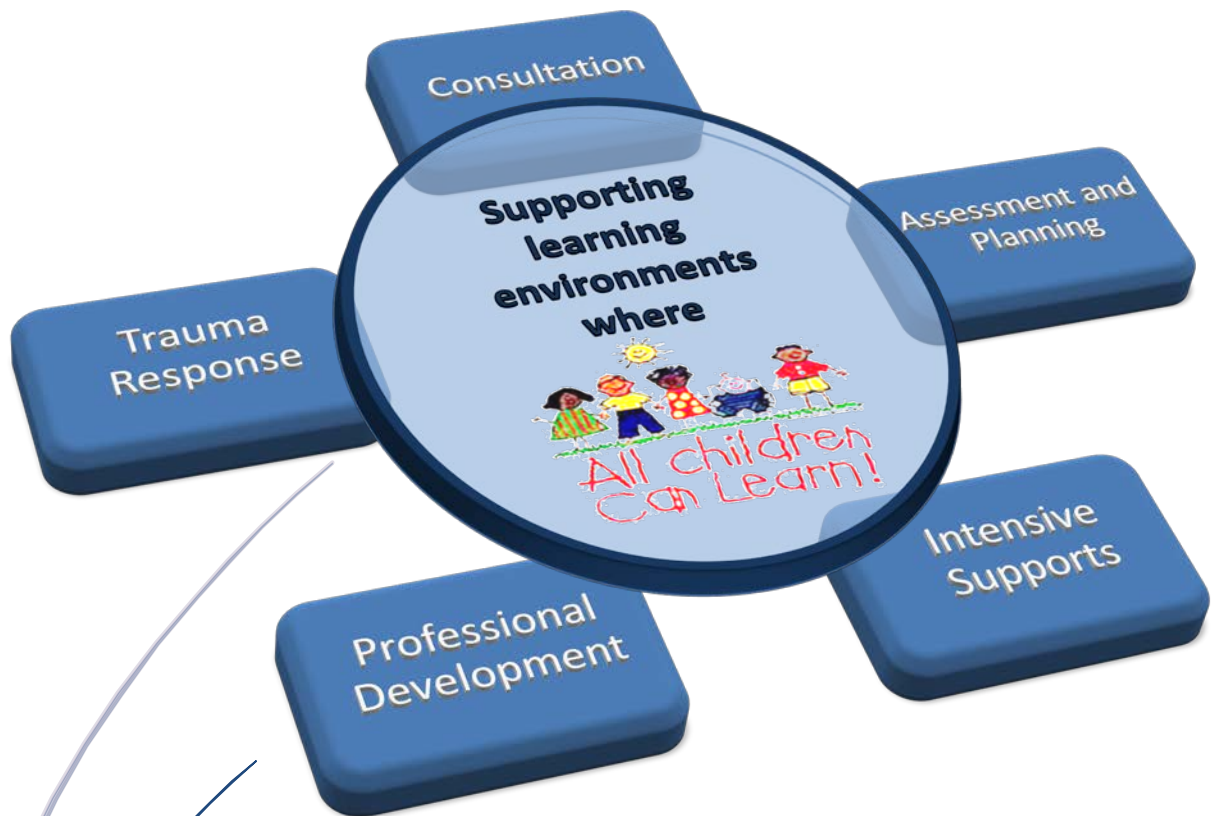 Consultation
Supporting
learning
environments
where
All children
Can Learn!
Assessment and
Planning
Intensive
Supports
Professional
Development
Trauma
Response